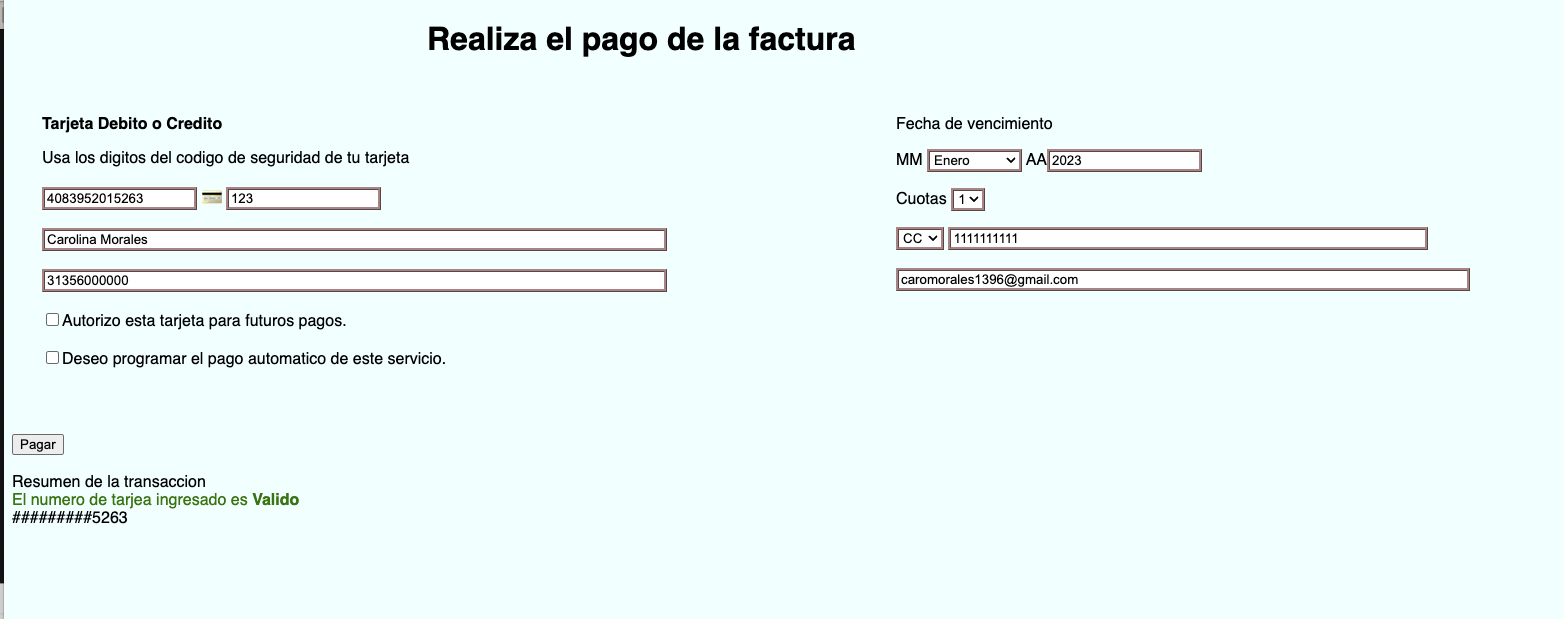 Realiza el pago de la factura
Tarjeta Debito o Credito
Usa los digitos del codigo de seguridad de tu tarjeta
4083952015263 123
Carolina Morales
31356000000
Autorizo esta tarjeta para futuros pagos.
Deseo programar el pago automatico de este servicio.
Fecha de vencimiento
MM Enero AA 2023
Cuotas 1
CC 1111111111
caromorales1396@gmail.com
Pagar
Resumen de la transaccion
El numero de tarjea ingresado es Valido
#########5263